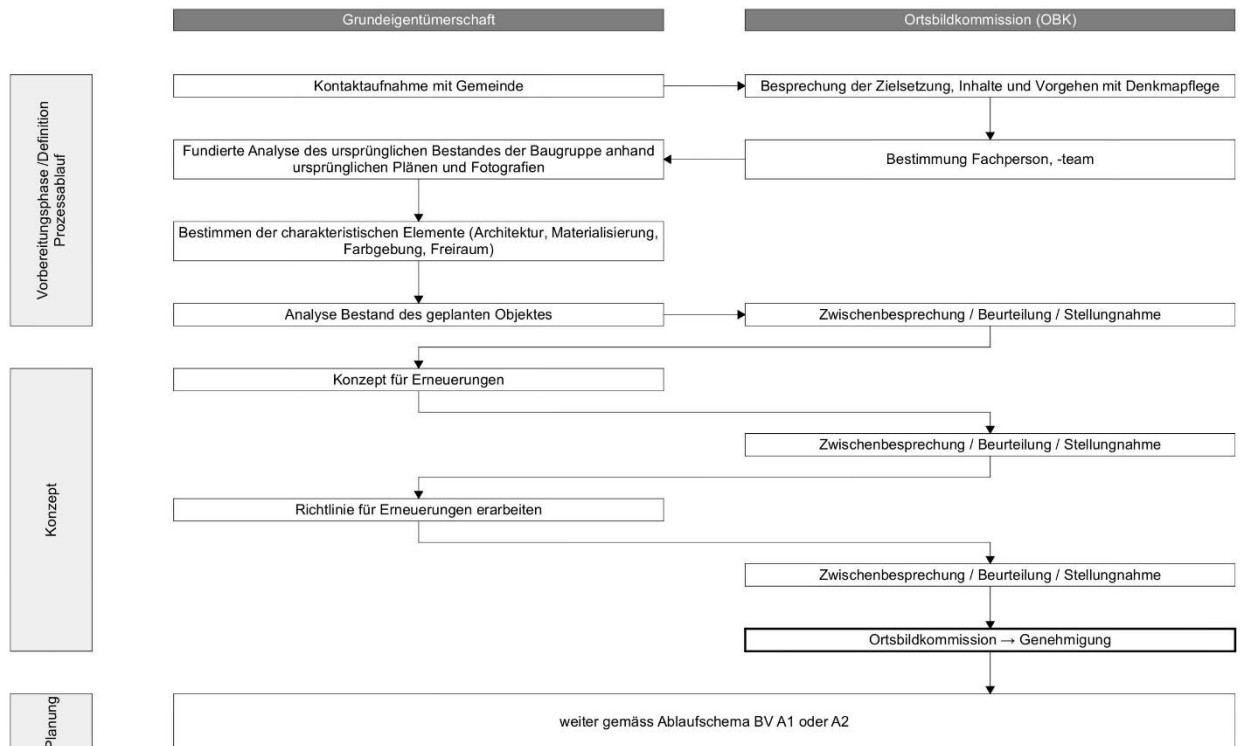 Grundeigentümerschaft
Ortsbildkommission (OBK)
Vorbereitungsphase /Definition
Prozessablauf
Kontaktaufnahme mit Gemeinde
Besprechung der Zielsetzung, Inhalte und Vorgehen mit Denkmapflege
Fundierte Analyse des ursprünglichen Bestandes der Baugruppe anhand
ursprünglichen Plänen und Fotografien
Bestimmung Fachperson, -team
Bestimmen der charakteristischen Elemente (Architektur, Materialisierung,
Farbgebung, Freiraum)
Analyse Bestand des geplanten Objektes
Zwischenbesprechung / Beurteilung / Stellungnahme
Konzept
Konzept für Erneuerungen
Zwischenbesprechung / Beurteilung / Stellungnahme
Richtlinie für Erneuerungen erarbeiten
Zwischenbesprechung / Beurteilung / Stellungnahme
Ortsbildkommission → Genehmigung
Planung
weiter gemäss Ablaufschema BV A1 oder A2